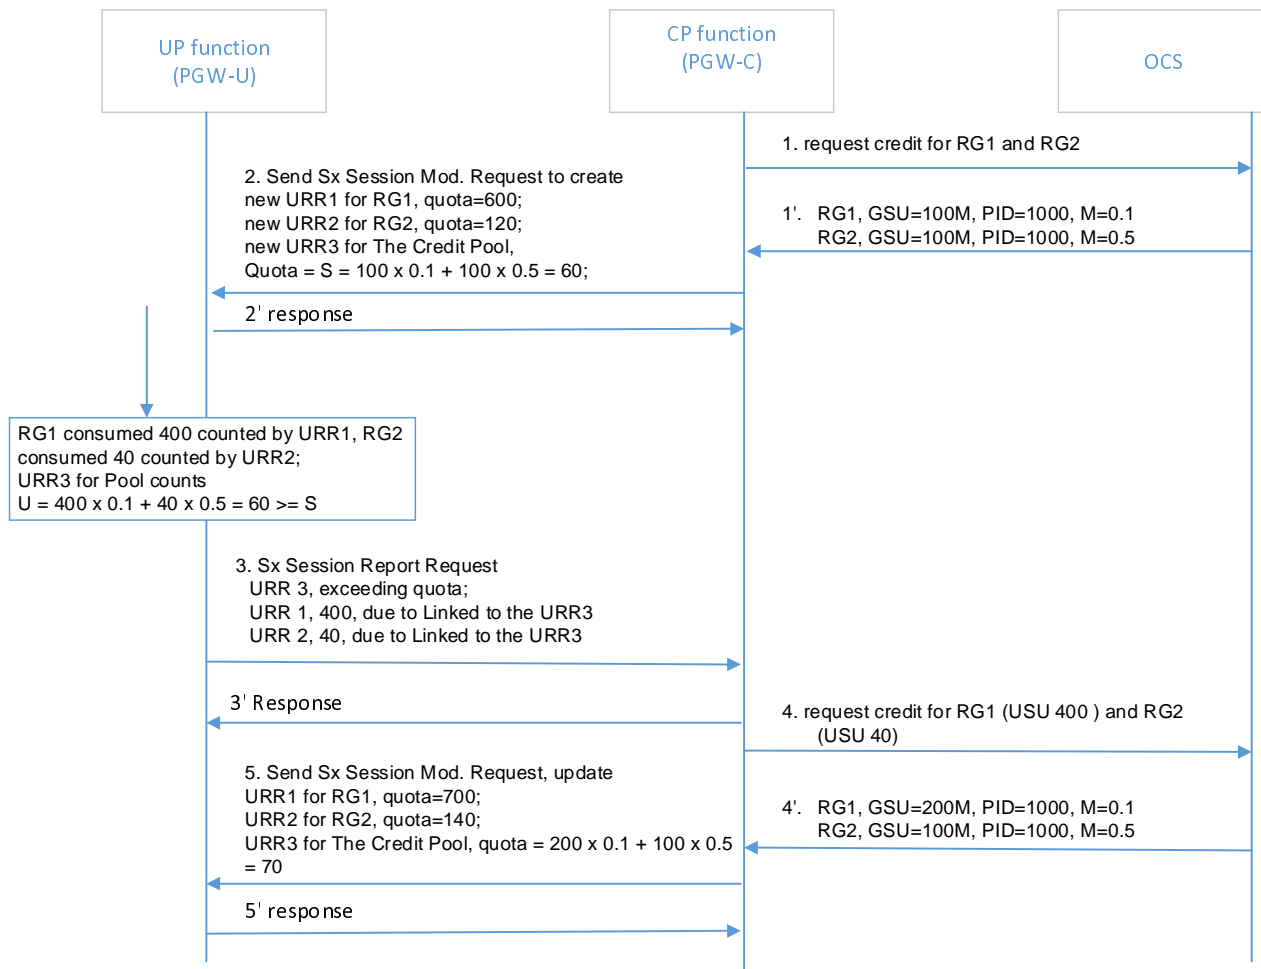 UP function
(PGW-U)
CP function
(PGW-C)
OCS
1. request credit for RG1 and RG2
2. Send Sx Session Mod. Request to create
new URR1 for RG1, quota=600;
new URR2 for RG2, quota=120;
new URR3 for The Credit Pool,
Quota = S = 100 x 0.1 + 100 x 0.5 = 60;
1'. RG1, GSU=100M, PID=1000, M=0.1
RG2, GSU=100M, PID=1000, M=0.5
2' response
RG1 consumed 400 counted by URR1, RG2
consumed 40 counted by URR2;
URR3 for Pool counts
U = 400 x 0.1 + 40 x 0.5 = 60 >= S
3. Sx Session Report Request
URR 3, exceeding quota;
URR 1, 400, due to Linked to the URR3
URR 2, 40, due to Linked to the URR3
3' Response
4. request credit for RG1 (USU 400 ) and RG2
(USU 40)
5. Send Sx Session Mod. Request, update
URR1 for RG1, quota=700;
URR2 for RG2, quota=140;
URR3 for The Credit Pool, quota = 200 x 0.1 + 100 x 0.5
= 70
4'. RG1, GSU=200M, PID=1000, M=0.1
RG2, GSU=100M, PID=1000, M=0.5
5' response